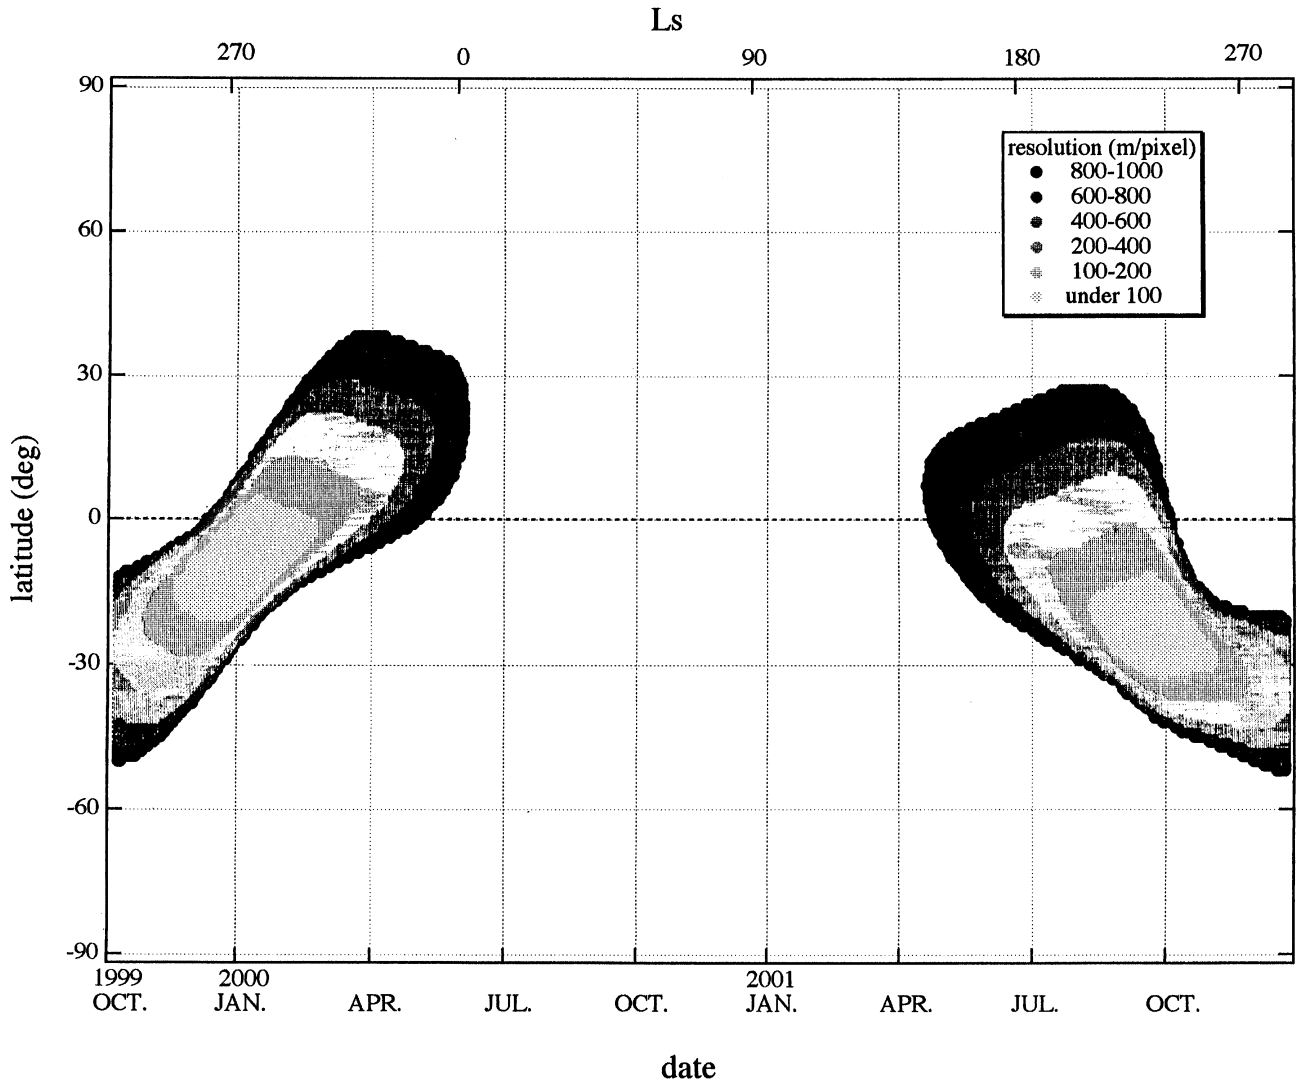 Ls
270 0 90 180 270
90
60
30
0
-30
-60
-90
latitude (deg)
resolution (m/pixel)
800-1000
600-800
400-600
200-400
100-200
under 100
1999 2000 2001
OCT. JAN. APR. JUL. OCT. JAN. APR. JUL. OCT.
date